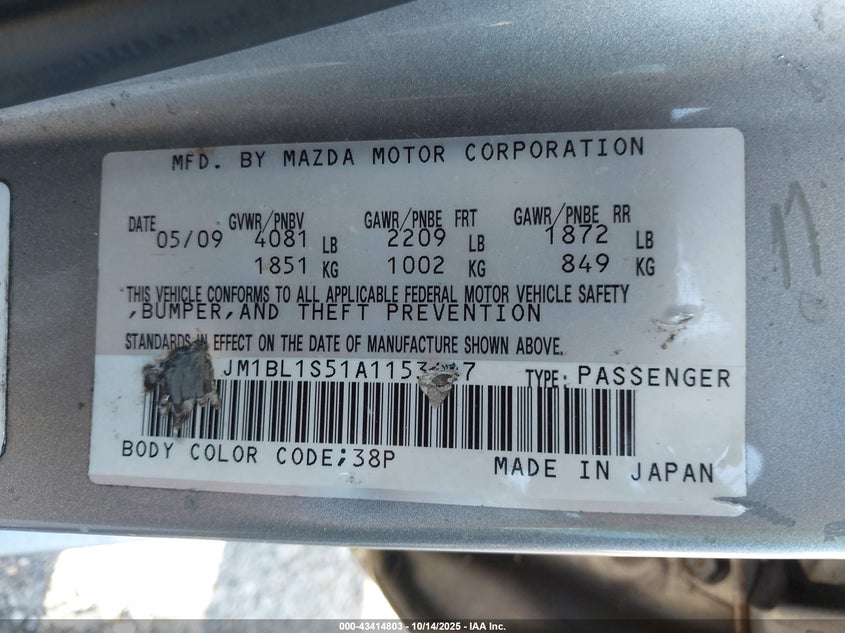 MFD. BY MAZDA MOTOR CORPORATION
DATE GVWR/PNBV GAWR/PNBE FRT GAWR/PNBE RR
05/09 4081 LB 2209 LB 1872 LB
1851 KG 1002 KG 849 KG
THIS VEHICLE CONFORMS TO ALL APPLICABLE FEDERAL MOTOR VEHICLE SAFETY
,BUMPER,AND THEFT PREVENTION
STANDARDS IN EFFECT ON THE DATE OF MANUFACTURE SHOWN ABOVE.
TYPE: PASSENGER
BODY COLOR CODE;38P MADE IN JAPAN
000-43414803 - 10/14/2025 - IAA Inc.